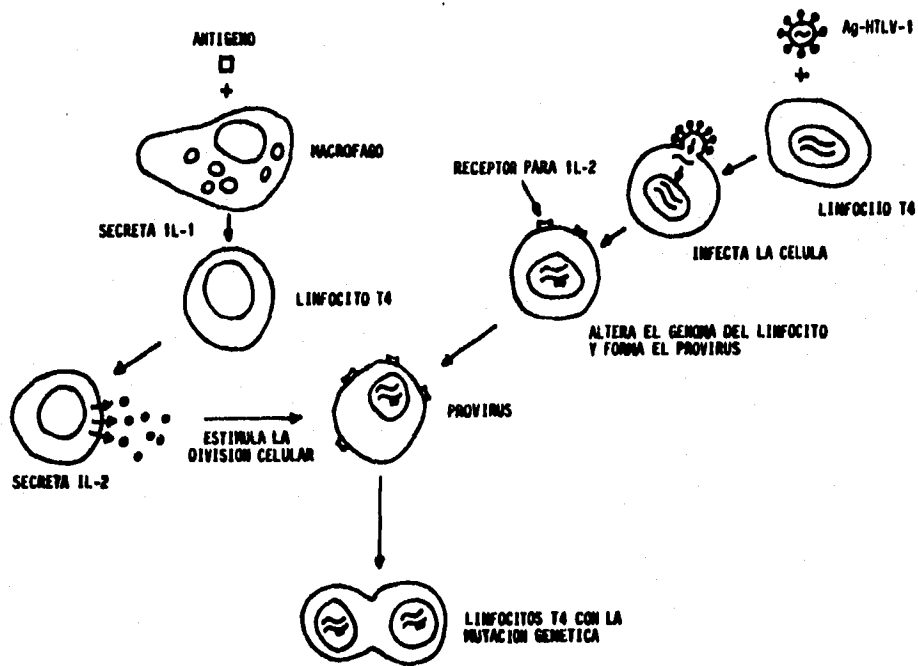 ANTIGENO
+
MACROFAGO
SECRETA IL-1
LINFOCITO T4
SECRETA IL-2
ESTIMULA LA
DIVISION CELULAR
Ag-HTLV-1
+
LINFOCITO T4
INFECTA LA CELULA
RECEPTOR PARA IL-2
ALTERA EL GENOMA DEL LINFOCITO
Y FORMA EL PROVIRUS
PROVIRUS
LINFOCITOS T4 CON LA
MUTACION GENETICA